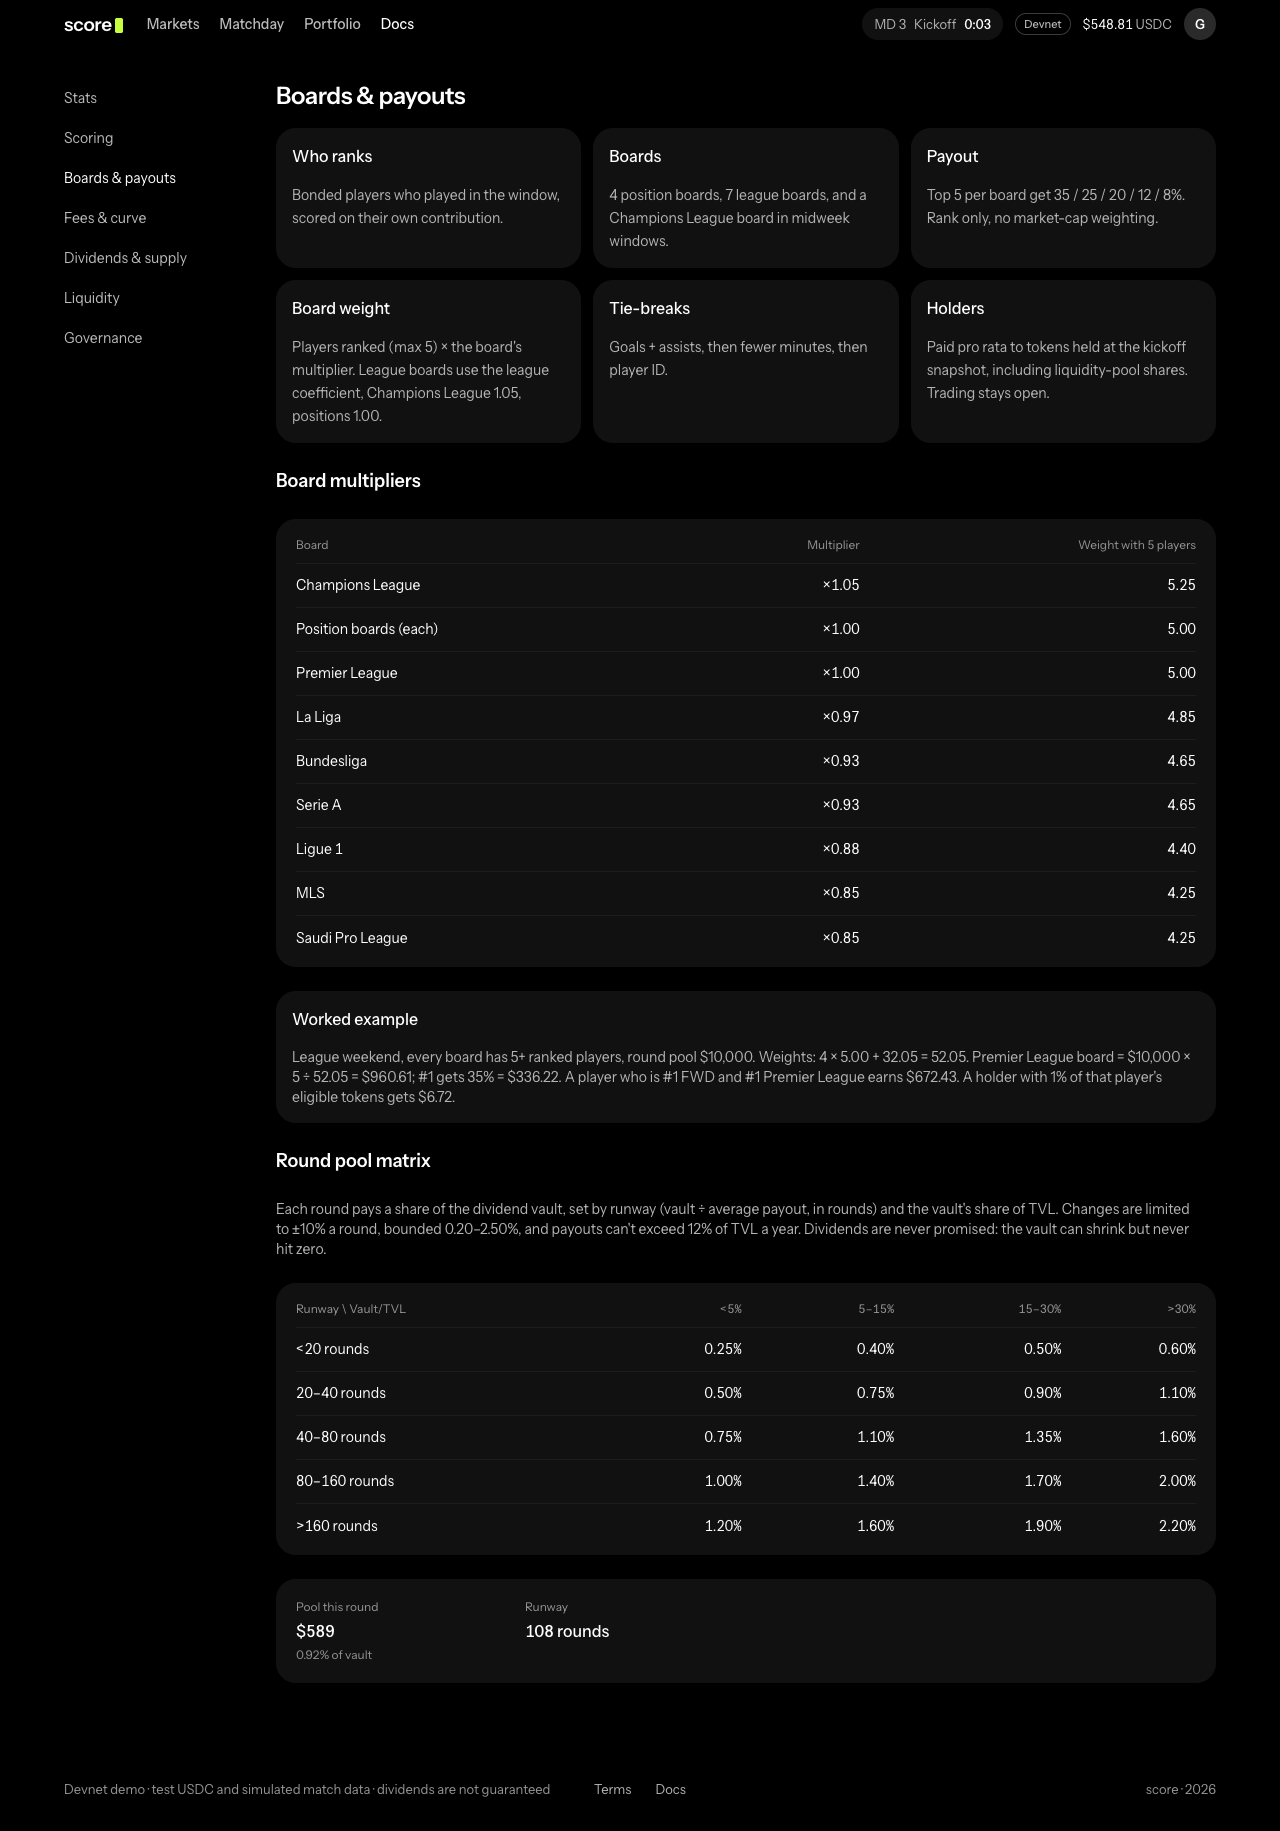 score Markets Matchday Portfolio Docs MD 3 Kickoff 0:03 Devnet $548.81 USDC G
Stats
Scoring
Boards & payouts
Fees & curve
Dividends & supply
Liquidity
Governance
Boards & payouts
Who ranks
Bonded players who played in the window,
scored on their own contribution.
Boards
4 position boards, 7 league boards, and a
Champions League board in midweek
windows.
Payout
Top 5 per board get 35 / 25 / 20 / 12 / 8%.
Rank only, no market-cap weighting.
Board weight
Players ranked (max 5) × the board's
multiplier. League boards use the league
coefficient, Champions League 1.05,
positions 1.00.
Tie-breaks
Goals + assists, then fewer minutes, then
player ID.
Holders
Paid pro rata to tokens held at the kickoff
snapshot, including liquidity-pool shares.
Trading stays open.
Board multipliers
Board Multiplier Weight with 5 players
Champions League ×1.05 5.25
Position boards (each) ×1.00 5.00
Premier League ×1.00 5.00
La Liga ×0.97 4.85
Bundesliga ×0.93 4.65
Serie A ×0.93 4.65
Ligue 1 ×0.88 4.40
MLS ×0.85 4.25
Saudi Pro League ×0.85 4.25
Worked example
League weekend, every board has 5+ ranked players, round pool $10,000. Weights: 4 × 5.00 + 32.05 = 52.05. Premier League board = $10,000 ×
5 ÷ 52.05 = $960.61; #1 gets 35% = $336.22. A player who is #1 FWD and #1 Premier League earns $672.43. A holder with 1% of that player's
eligible tokens gets $6.72.
Round pool matrix
Each round pays a share of the dividend vault, set by runway (vault ÷ average payout, in rounds) and the vault's share of TVL. Changes are limited
to ±10% a round, bounded 0.20–2.50%, and payouts can't exceed 12% of TVL a year. Dividends are never promised: the vault can shrink but never
hit zero.
Runway \ Vault/TVL <5% 5–15% 15–30% >30%
<20 rounds 0.25% 0.40% 0.50% 0.60%
20–40 rounds 0.50% 0.75% 0.90% 1.10%
40–80 rounds 0.75% 1.10% 1.35% 1.60%
80–160 rounds 1.00% 1.40% 1.70% 2.00%
>160 rounds 1.20% 1.60% 1.90% 2.20%
Pool this round
$589
0.92% of vault
Runway
108 rounds
Devnet demo · test USDC and simulated match data · dividends are not guaranteed Terms Docs score · 2026